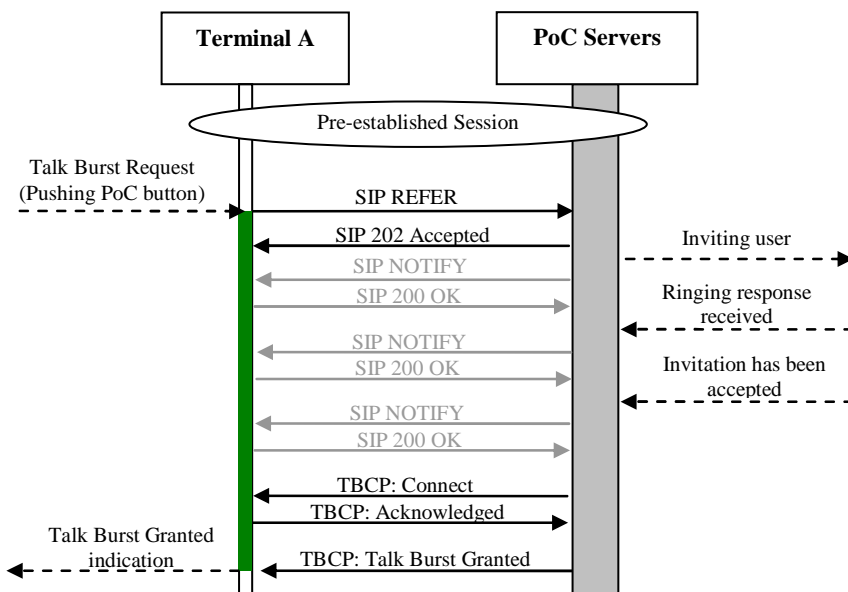 Terminal A
PoC Servers
Pre-established Session
Talk Burst Request
(Pushing PoC button)
SIP REFER
SIP 202 Accepted
Inviting user
SIP NOTIFY
SIP 200 OK
Ringing response
received
SIP NOTIFY
SIP 200 OK
Invitation has been
accepted
SIP NOTIFY
SIP 200 OK
TBCP: Connect
TBCP: Acknowledged
Talk Burst Granted
indication
TBCP: Talk Burst Granted